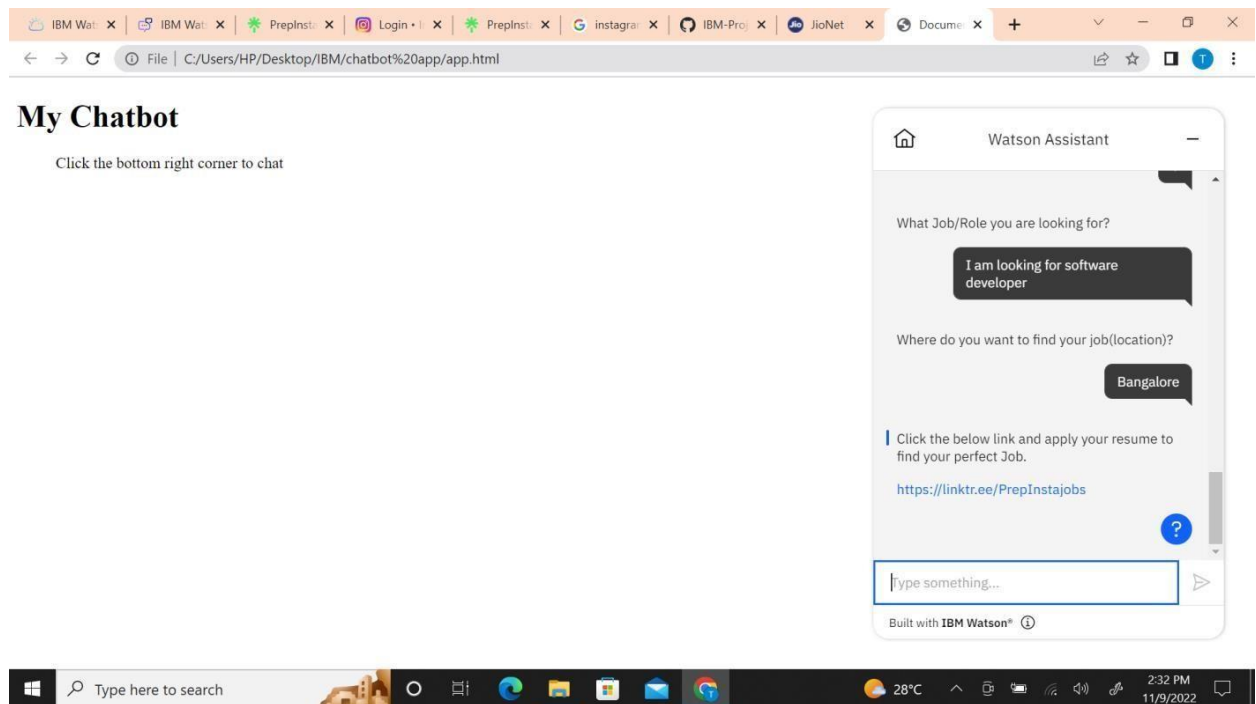 IBM Wat
IBM Wat
PrepInsta
Login • I
PrepInst
instagra
IBM-Proj
JioNet
Docume
File | C:/Users/HP/Desktop/IBM/chatbot%20app/app.html
T
My Chatbot
Click the bottom right corner to chat
Watson Assistant
What Job/Role you are looking for?
I am looking for software
developer
Where do you want to find your job(location)?
Bangalore
Click the below link and apply your resume to
find your perfect Job.
https://linktr.ee/PrepInstajobs
?
Type something...
Built with IBM Watson®
Type here to search
28°C
2:32 PM
11/9/2022